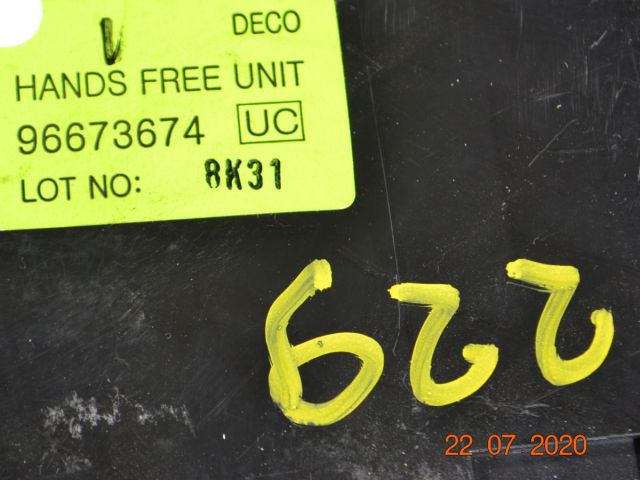 DECO
HANDS FREE UNIT
96673674 UC
LOT NO: 8K31
622
22 07 2020